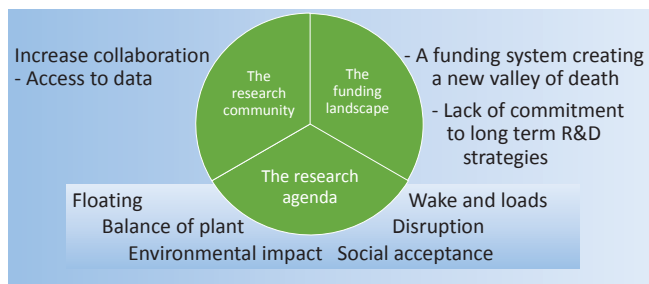 Increase collaboration
- Access to data
The
research
community
The
funding
landscape
- A funding system creating
a new valley of death
- Lack of commitment
to long term R&D
strategies
The research
agenda
Floating
Wake and loads
Balance of plant
Disruption
Environmental impact
Social acceptance